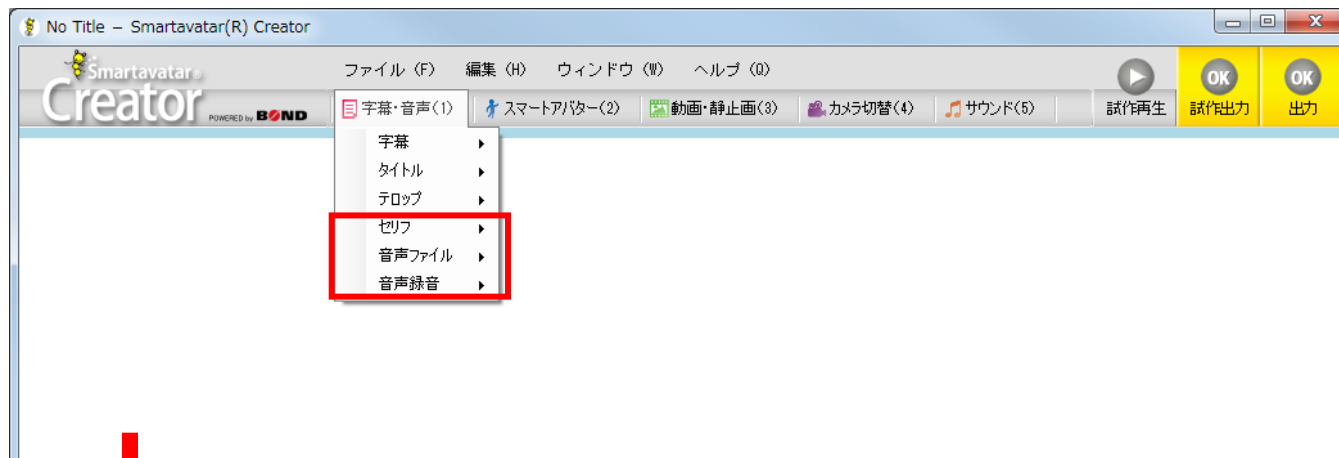 No Title – Smartavatar(R) Creator
Smartavatar®
Creator POWERED by BOND
ファイル (F) 編集 (H) ウィンドウ (W) ヘルプ (Q)
字幕・音声(1) スマートアバター(2) 動画・静止画(3) カメラ切替(4) サウンド(5)
試作再生
OK
試作出力
OK
出力
字幕
タイトル
テロップ
セリフ
音声ファイル
音声録音